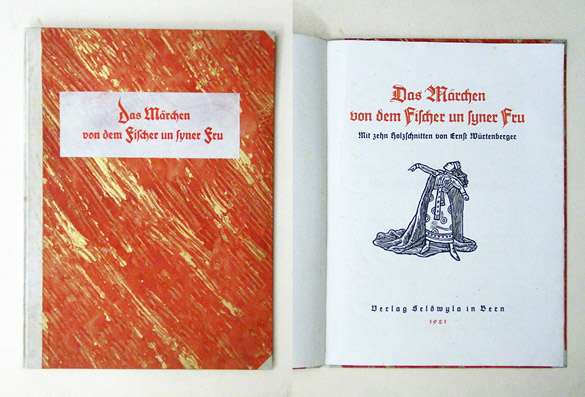 Das Märchen
von dem Fischer un syner Fru
Das Märchen
von dem Fischer un syner Fru
Mit zehn Holzschnitten von Ernst Würtenberger
Verlag Seldwyla in Bern
1921